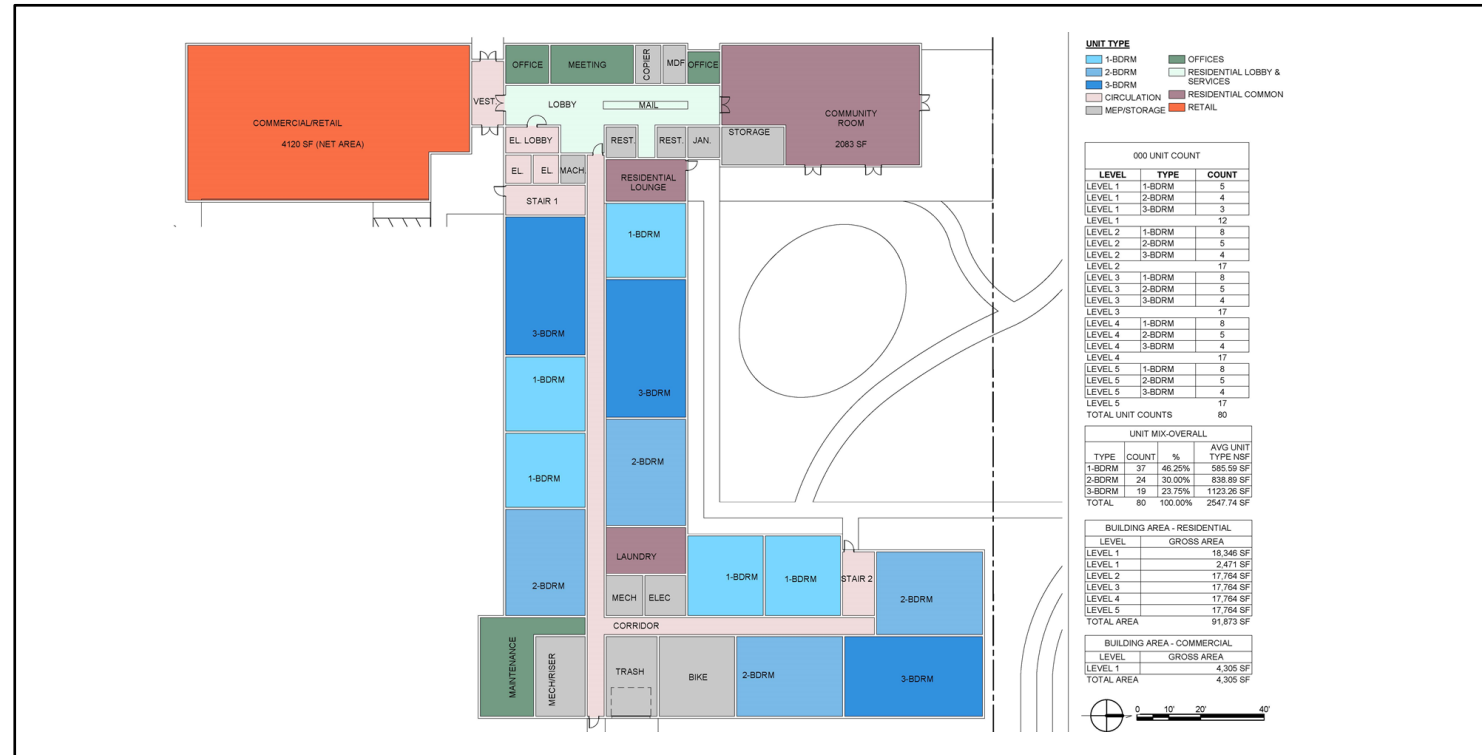 OFFICE
MEETING
COPIER
MDF
OFFICE
VEST.
LOBBY
MAIL
COMMERCIAL/RETAIL
4120 SF (NET AREA)
COMMUNITY
ROOM
2083 SF
EL. LOBBY
REST.
REST.
JAN.
STORAGE
EL.
EL.
MACH.
RESIDENTIAL
LOUNGE
STAIR 1
1-BDRM
3-BDRM
1-BDRM
3-BDRM
2-BDRM
1-BDRM
LAUNDRY
1-BDRM
1-BDRM
STAIR 2
2-BDRM
2-BDRM
MECH
ELEC
CORRIDOR
MAINTENANCE
MECH/RISER
TRASH
BIKE
2-BDRM
3-BDRM
UNIT TYPE
1-BDRM
2-BDRM
3-BDRM
CIRCULATION
MEP/STORAGE
OFFICES
RESIDENTIAL LOBBY &
SERVICES
RESIDENTIAL COMMON
RETAIL
000 UNIT COUNT
LEVEL TYPE COUNT
LEVEL 1 1-BDRM 5
LEVEL 1 2-BDRM 4
LEVEL 1 3-BDRM 3
LEVEL 1 12
LEVEL 2 1-BDRM 8
LEVEL 2 2-BDRM 5
LEVEL 2 3-BDRM 4
LEVEL 2 17
LEVEL 3 1-BDRM 8
LEVEL 3 2-BDRM 5
LEVEL 3 3-BDRM 4
LEVEL 3 17
LEVEL 4 1-BDRM 8
LEVEL 4 2-BDRM 5
LEVEL 4 3-BDRM 4
LEVEL 4 17
LEVEL 5 1-BDRM 8
LEVEL 5 2-BDRM 5
LEVEL 5 3-BDRM 4
LEVEL 5 17
TOTAL UNIT COUNTS 80
UNIT MIX-OVERALL
TYPE COUNT % AVG UNIT
TYPE NSF
1-BDRM 37 46.25% 585.59 SF
2-BDRM 24 30.00% 838.89 SF
3-BDRM 19 23.75% 1123.26 SF
TOTAL 80 100.00% 2547.74 SF
BUILDING AREA - RESIDENTIAL
LEVEL GROSS AREA
LEVEL 1 18,346 SF
LEVEL 1 2,471 SF
LEVEL 2 17,764 SF
LEVEL 3 17,764 SF
LEVEL 4 17,764 SF
LEVEL 5 17,764 SF
TOTAL AREA 91,873 SF
BUILDING AREA - COMMERCIAL
LEVEL GROSS AREA
LEVEL 1 4,305 SF
TOTAL AREA 4,305 SF
0 10' 20' 40'